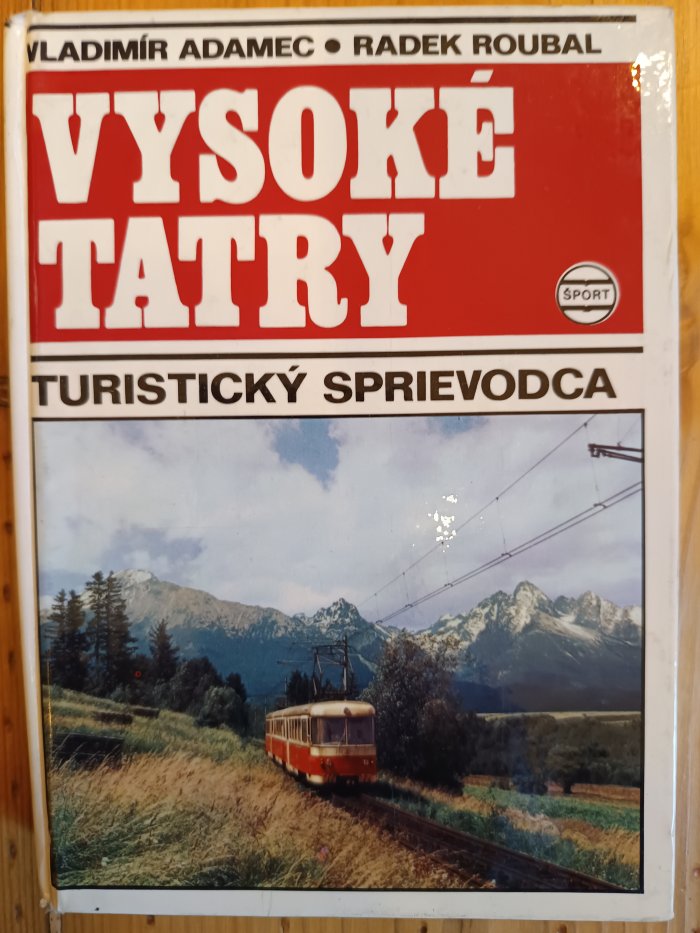 VLADIMÍR ADAMEC • RADEK ROUBAL
VYSOKÉ
TATRY
ŠPORT
TURISTICKÝ SPRIEVODCA